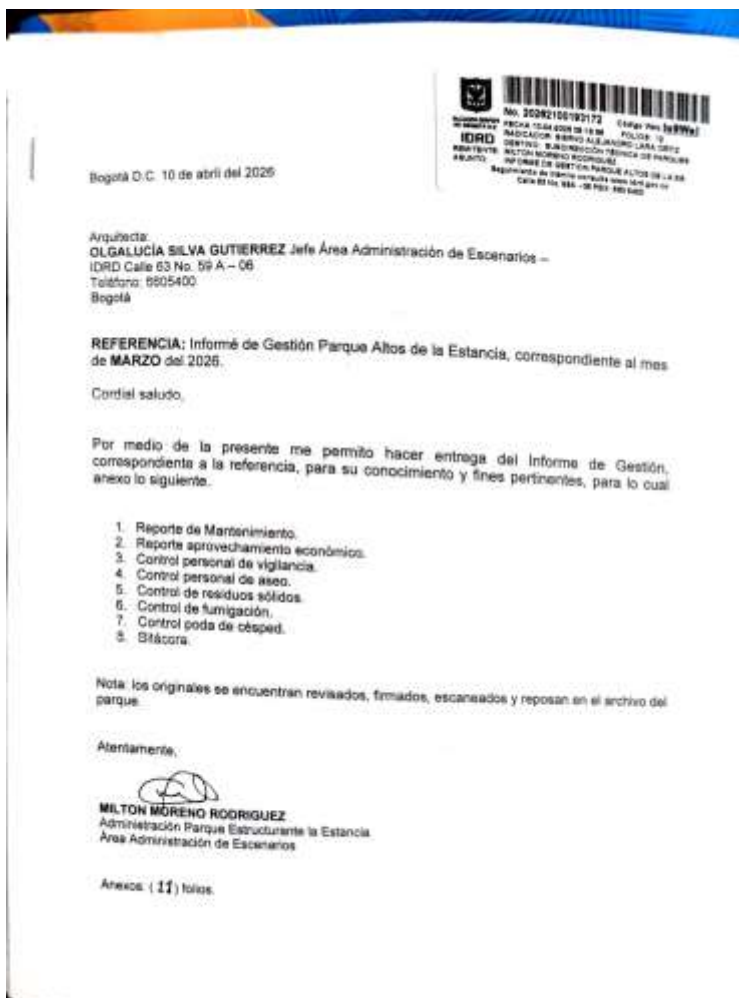 No. 20262100193172
IDRD
Bogotá D.C. 10 de abril del 2026
Arquitecta:
OLGALUCÍA SILVA GUTIERREZ Jefe Área Administración de Escenarios –
IDRD Calle 63 No. 59 A – 06
Teléfono: 6605400
Bogotá
REFERENCIA: Informé de Gestión Parque Altos de la Estancia, correspondiente al mes
de MARZO del 2026.
Cordial saludo,
Por medio de la presente me permito hacer entrega del Informe de Gestión,
correspondiente a la referencia, para su conocimiento y fines pertinentes, para lo cual
anexo lo siguiente.
1. Reporte de Mantenimiento.
2. Reporte aprovechamiento económico.
3. Control personal de vigilancia.
4. Control personal de aseo.
5. Control de residuos sólidos.
6. Control de fumigación.
7. Control poda de césped.
8. Bitácora.
Nota: los originales se encuentran revisados, firmados, escaneados y reposan en el archivo del
parque.
Atentamente,
MILTON MORENO RODRIGUEZ
Administración Parque Estructurante la Estancia
Área Administración de Escenarios
Anexos: (11) folios.